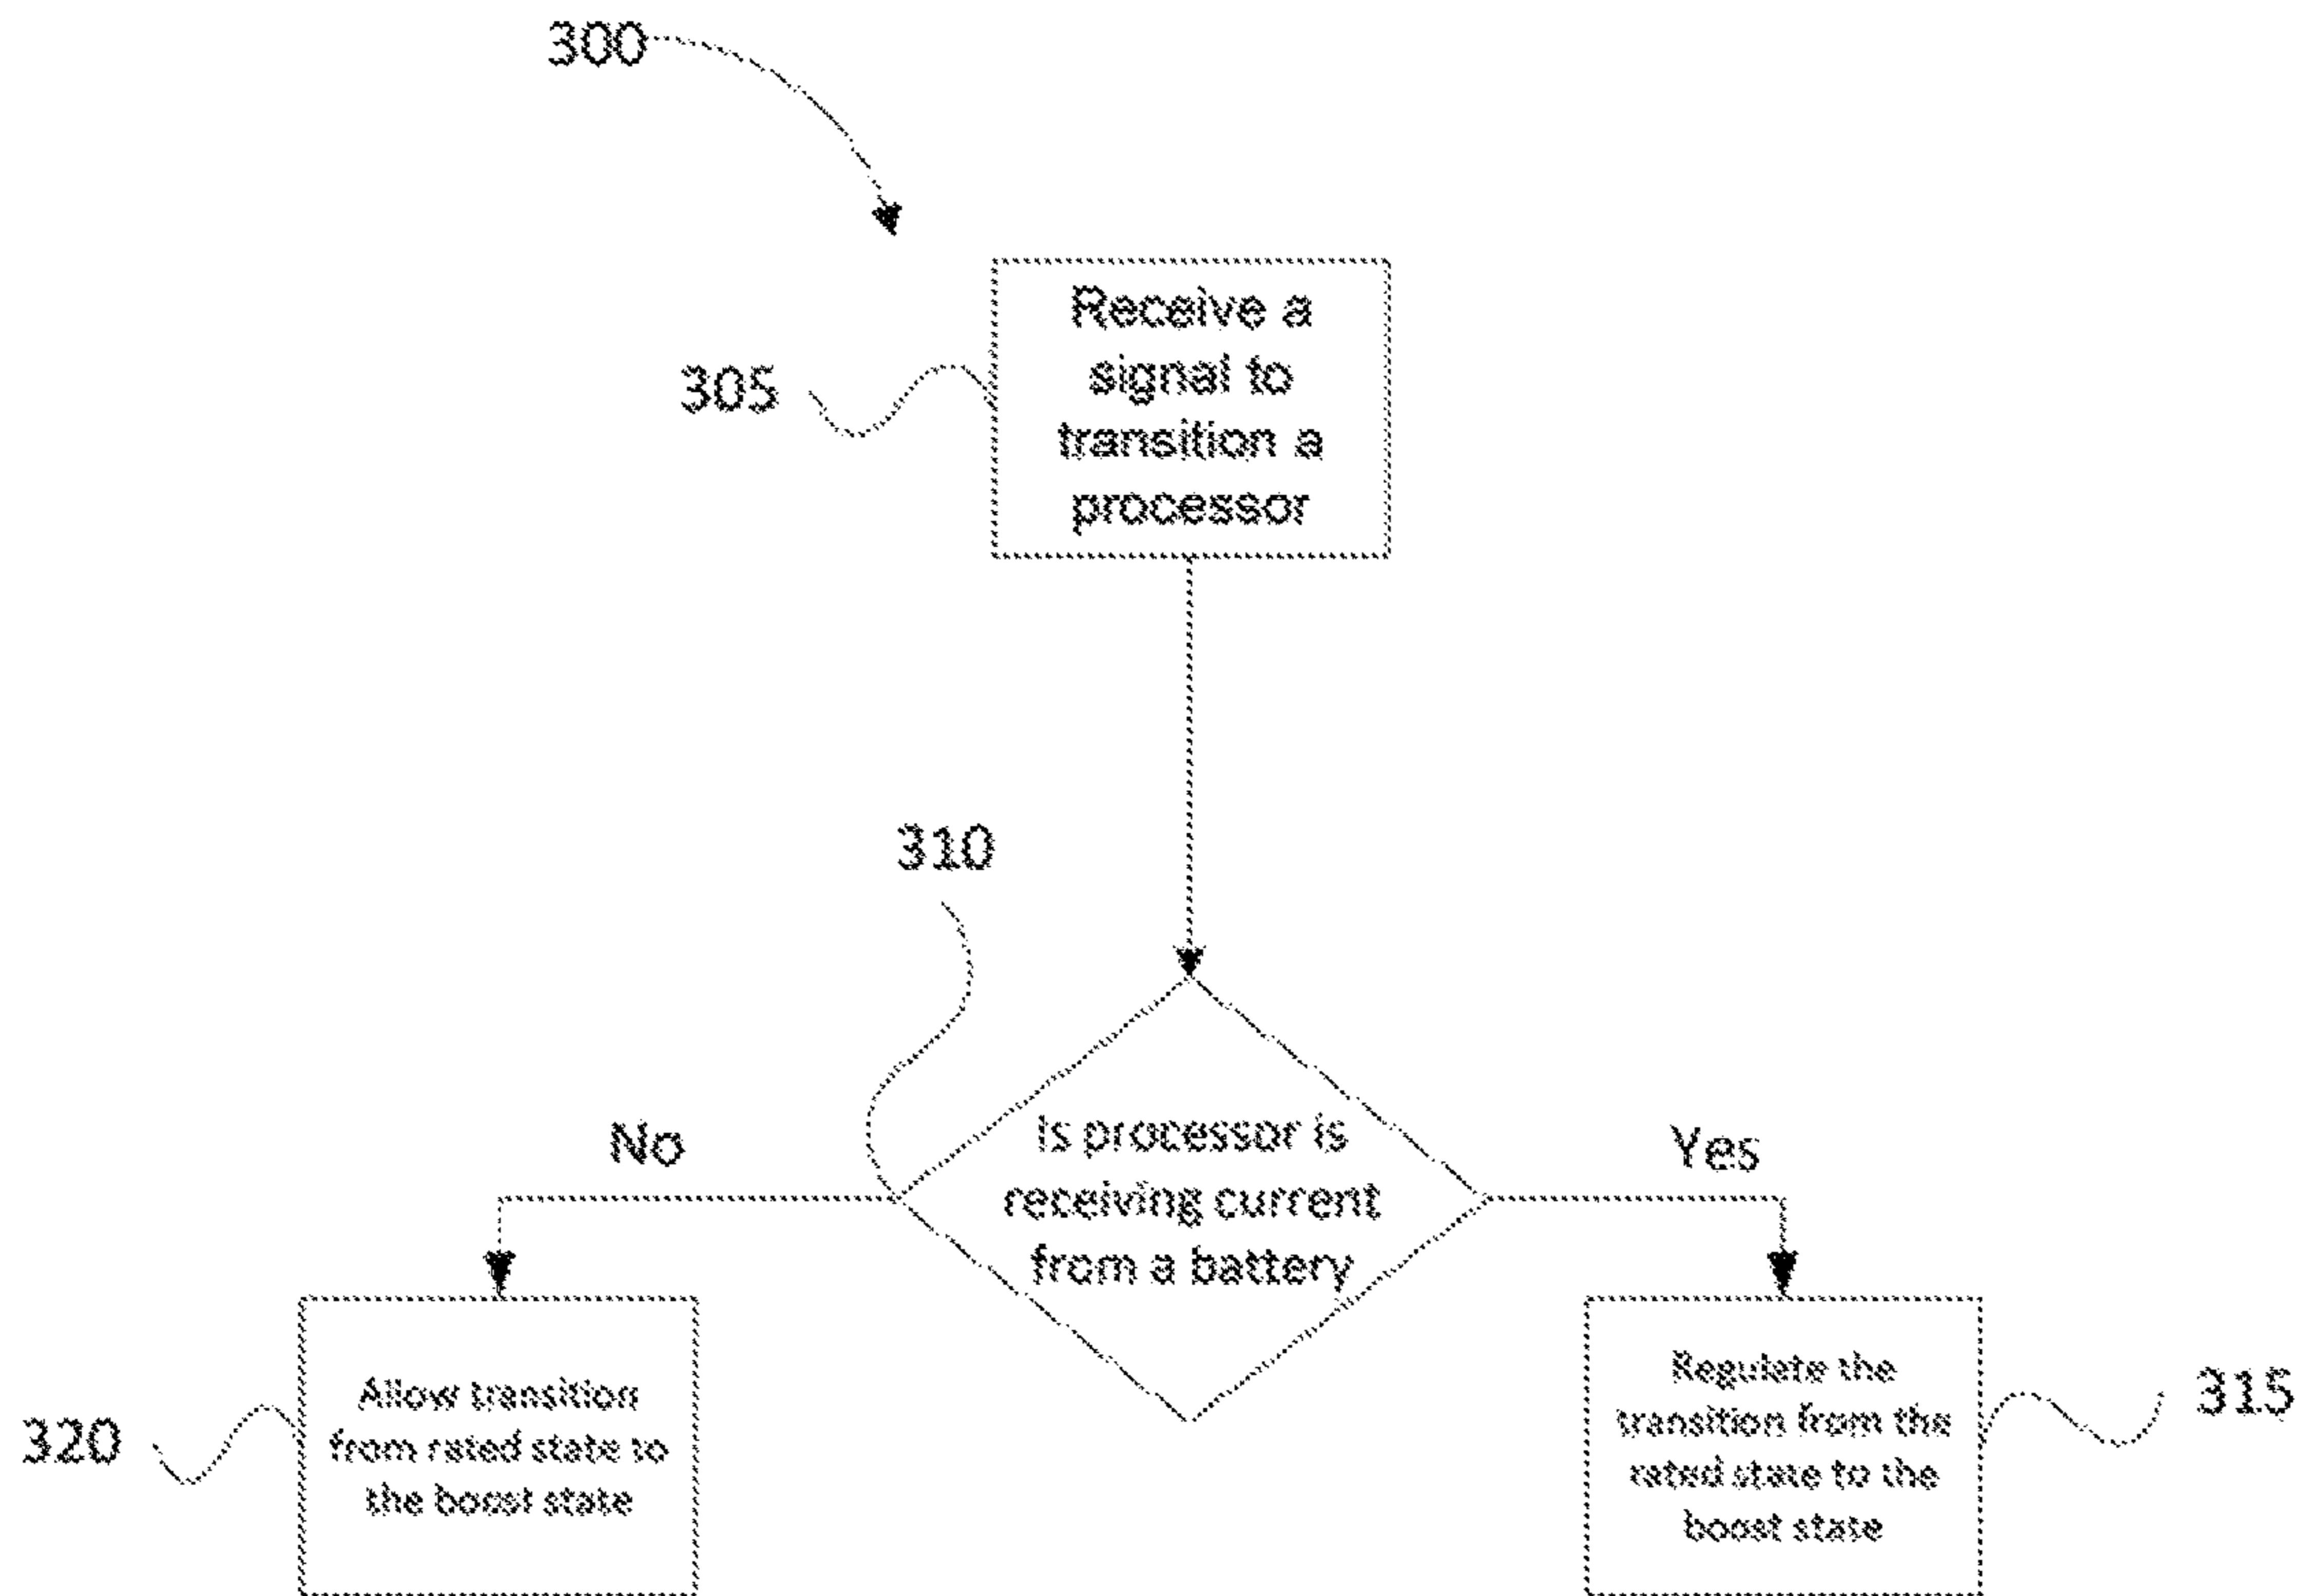 300
Receive a
signal to
transition a
processor
305
310
No
Yes
Is processor is
receiving current
from a battery
Allow transition
from rated state to
the boost state
320
Regulate the
transition from the
rated state to the
boost state
315